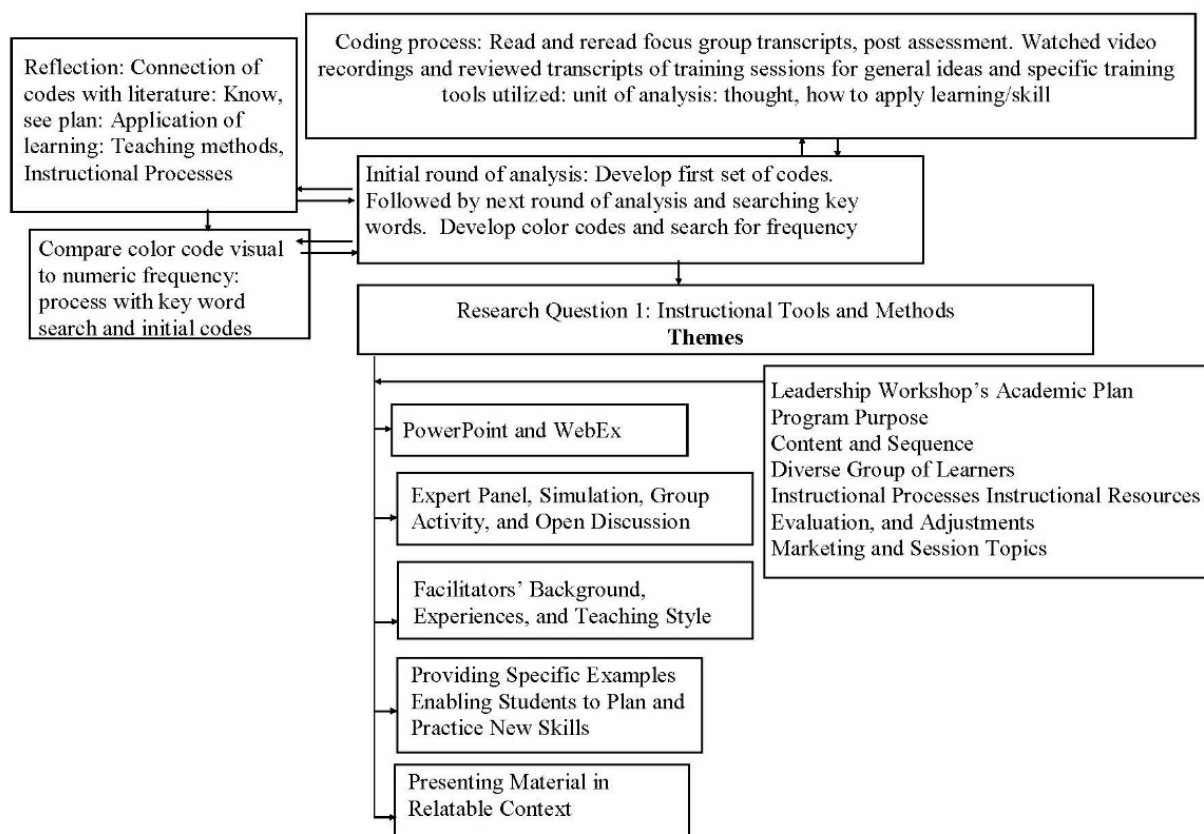 Coding process: Read and reread focus group transcripts, post assessment. Watched video
recordings and reviewed transcripts of training sessions for general ideas and specific training
tools utilized: unit of analysis: thought, how to apply learning/skill
Reflection: Connection of
codes with literature: Know,
see plan: Application of
learning: Teaching methods,
Instructional Processes
Initial round of analysis: Develop first set of codes.
Followed by next round of analysis and searching key
words. Develop color codes and search for frequency
Compare color code visual
to numeric frequency:
process with key word
search and initial codes
Research Question 1: Instructional Tools and Methods
Themes
Leadership Workshop’s Academic Plan
Program Purpose
Content and Sequence
Diverse Group of Learners
Instructional Processes Instructional Resources
Evaluation, and Adjustments
Marketing and Session Topics
PowerPoint and WebEx
Expert Panel, Simulation, Group
Activity, and Open Discussion
Facilitators’ Background,
Experiences, and Teaching Style
Providing Specific Examples
Enabling Students to Plan and
Practice New Skills
Presenting Material in
Relatable Context